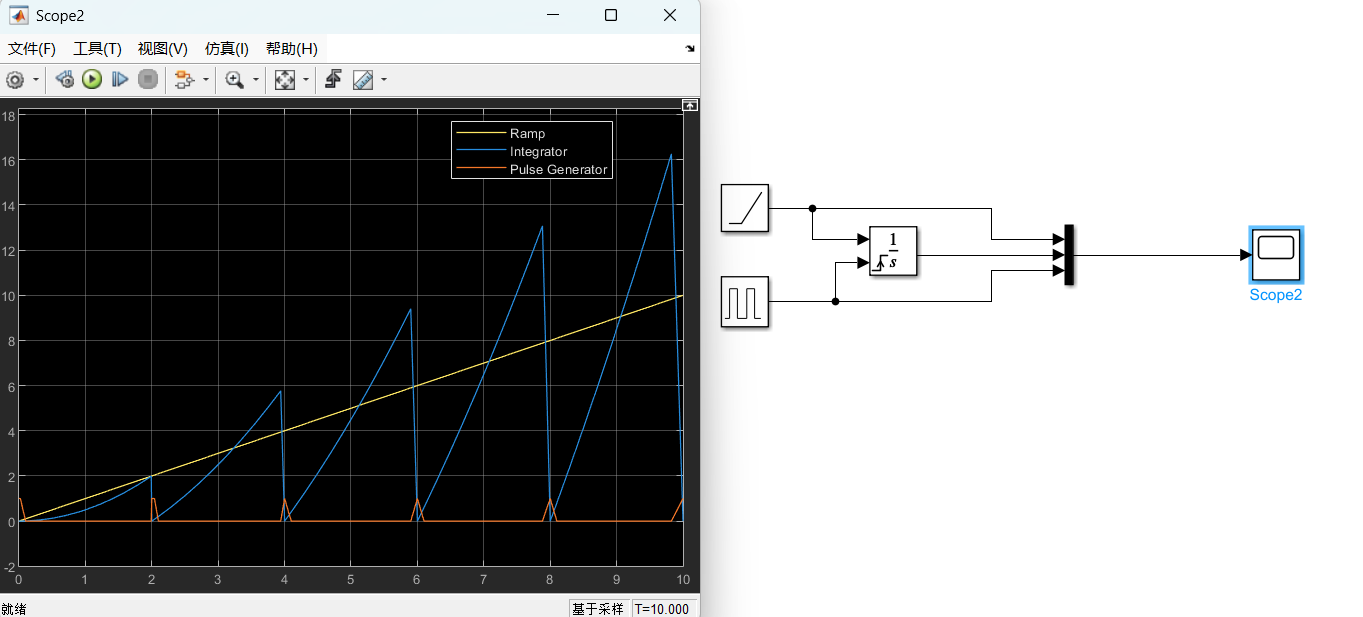 Scope2
文件(F) 工具(T) 视图(V) 仿真(I) 帮助(H)
18
16
14
12
10
8
6
4
2
0
-2
Ramp
Integrator
Pulse Generator
0 1 2 3 4 5 6 7 8 9 10
就绪 基于采样 T=10.000
1
s
Scope2